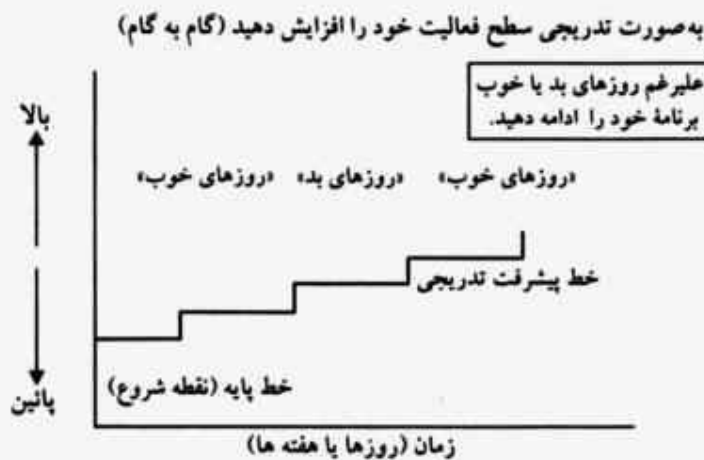 به‌صورت تدریجی سطح فعالیت خود را افزایش دهید (گام به گام)
علیرغم روزهای بد یا خوب
برنامهٔ خود را ادامه دهید.
بالا
«روزهای خوب» «روزهای بد» «روزهای خوب»
خط پیشرفت تدریجی
خط پایه (نقطه شروع)
پائین
زمان (روزها یا هفته ها)